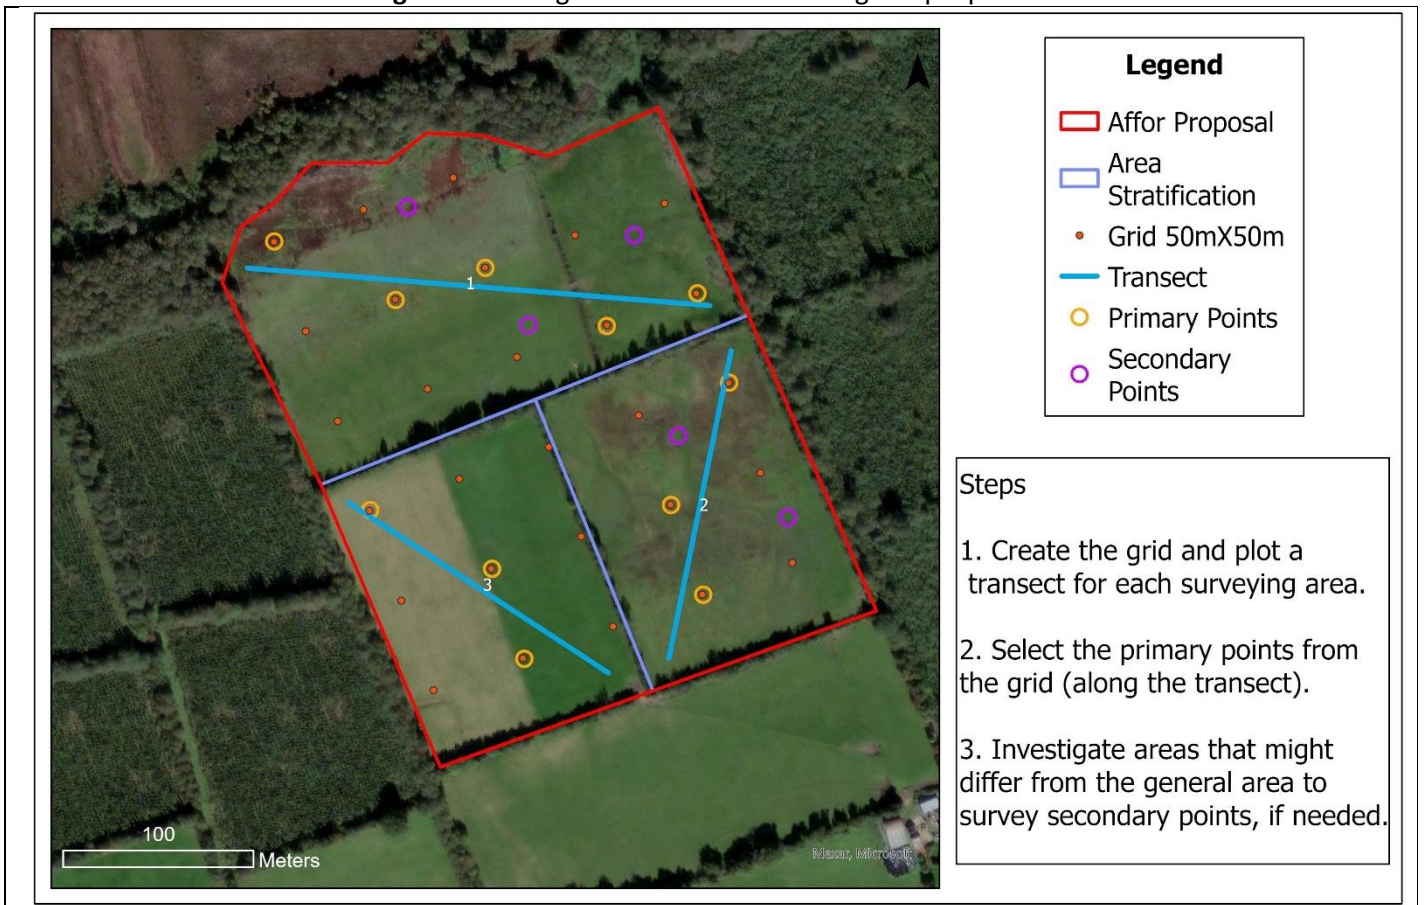 Legend
Affor Proposal
Area
Stratification
Grid 50mX50m
Transect
Primary Points
Secondary
Points
1
2
3
100
Meters
Maxar, Microsoft
Steps
1. Create the grid and plot a
transect for each surveying area.
2. Select the primary points from
the grid (along the transect).
3. Investigate areas that might
differ from the general area to
survey secondary points, if needed.